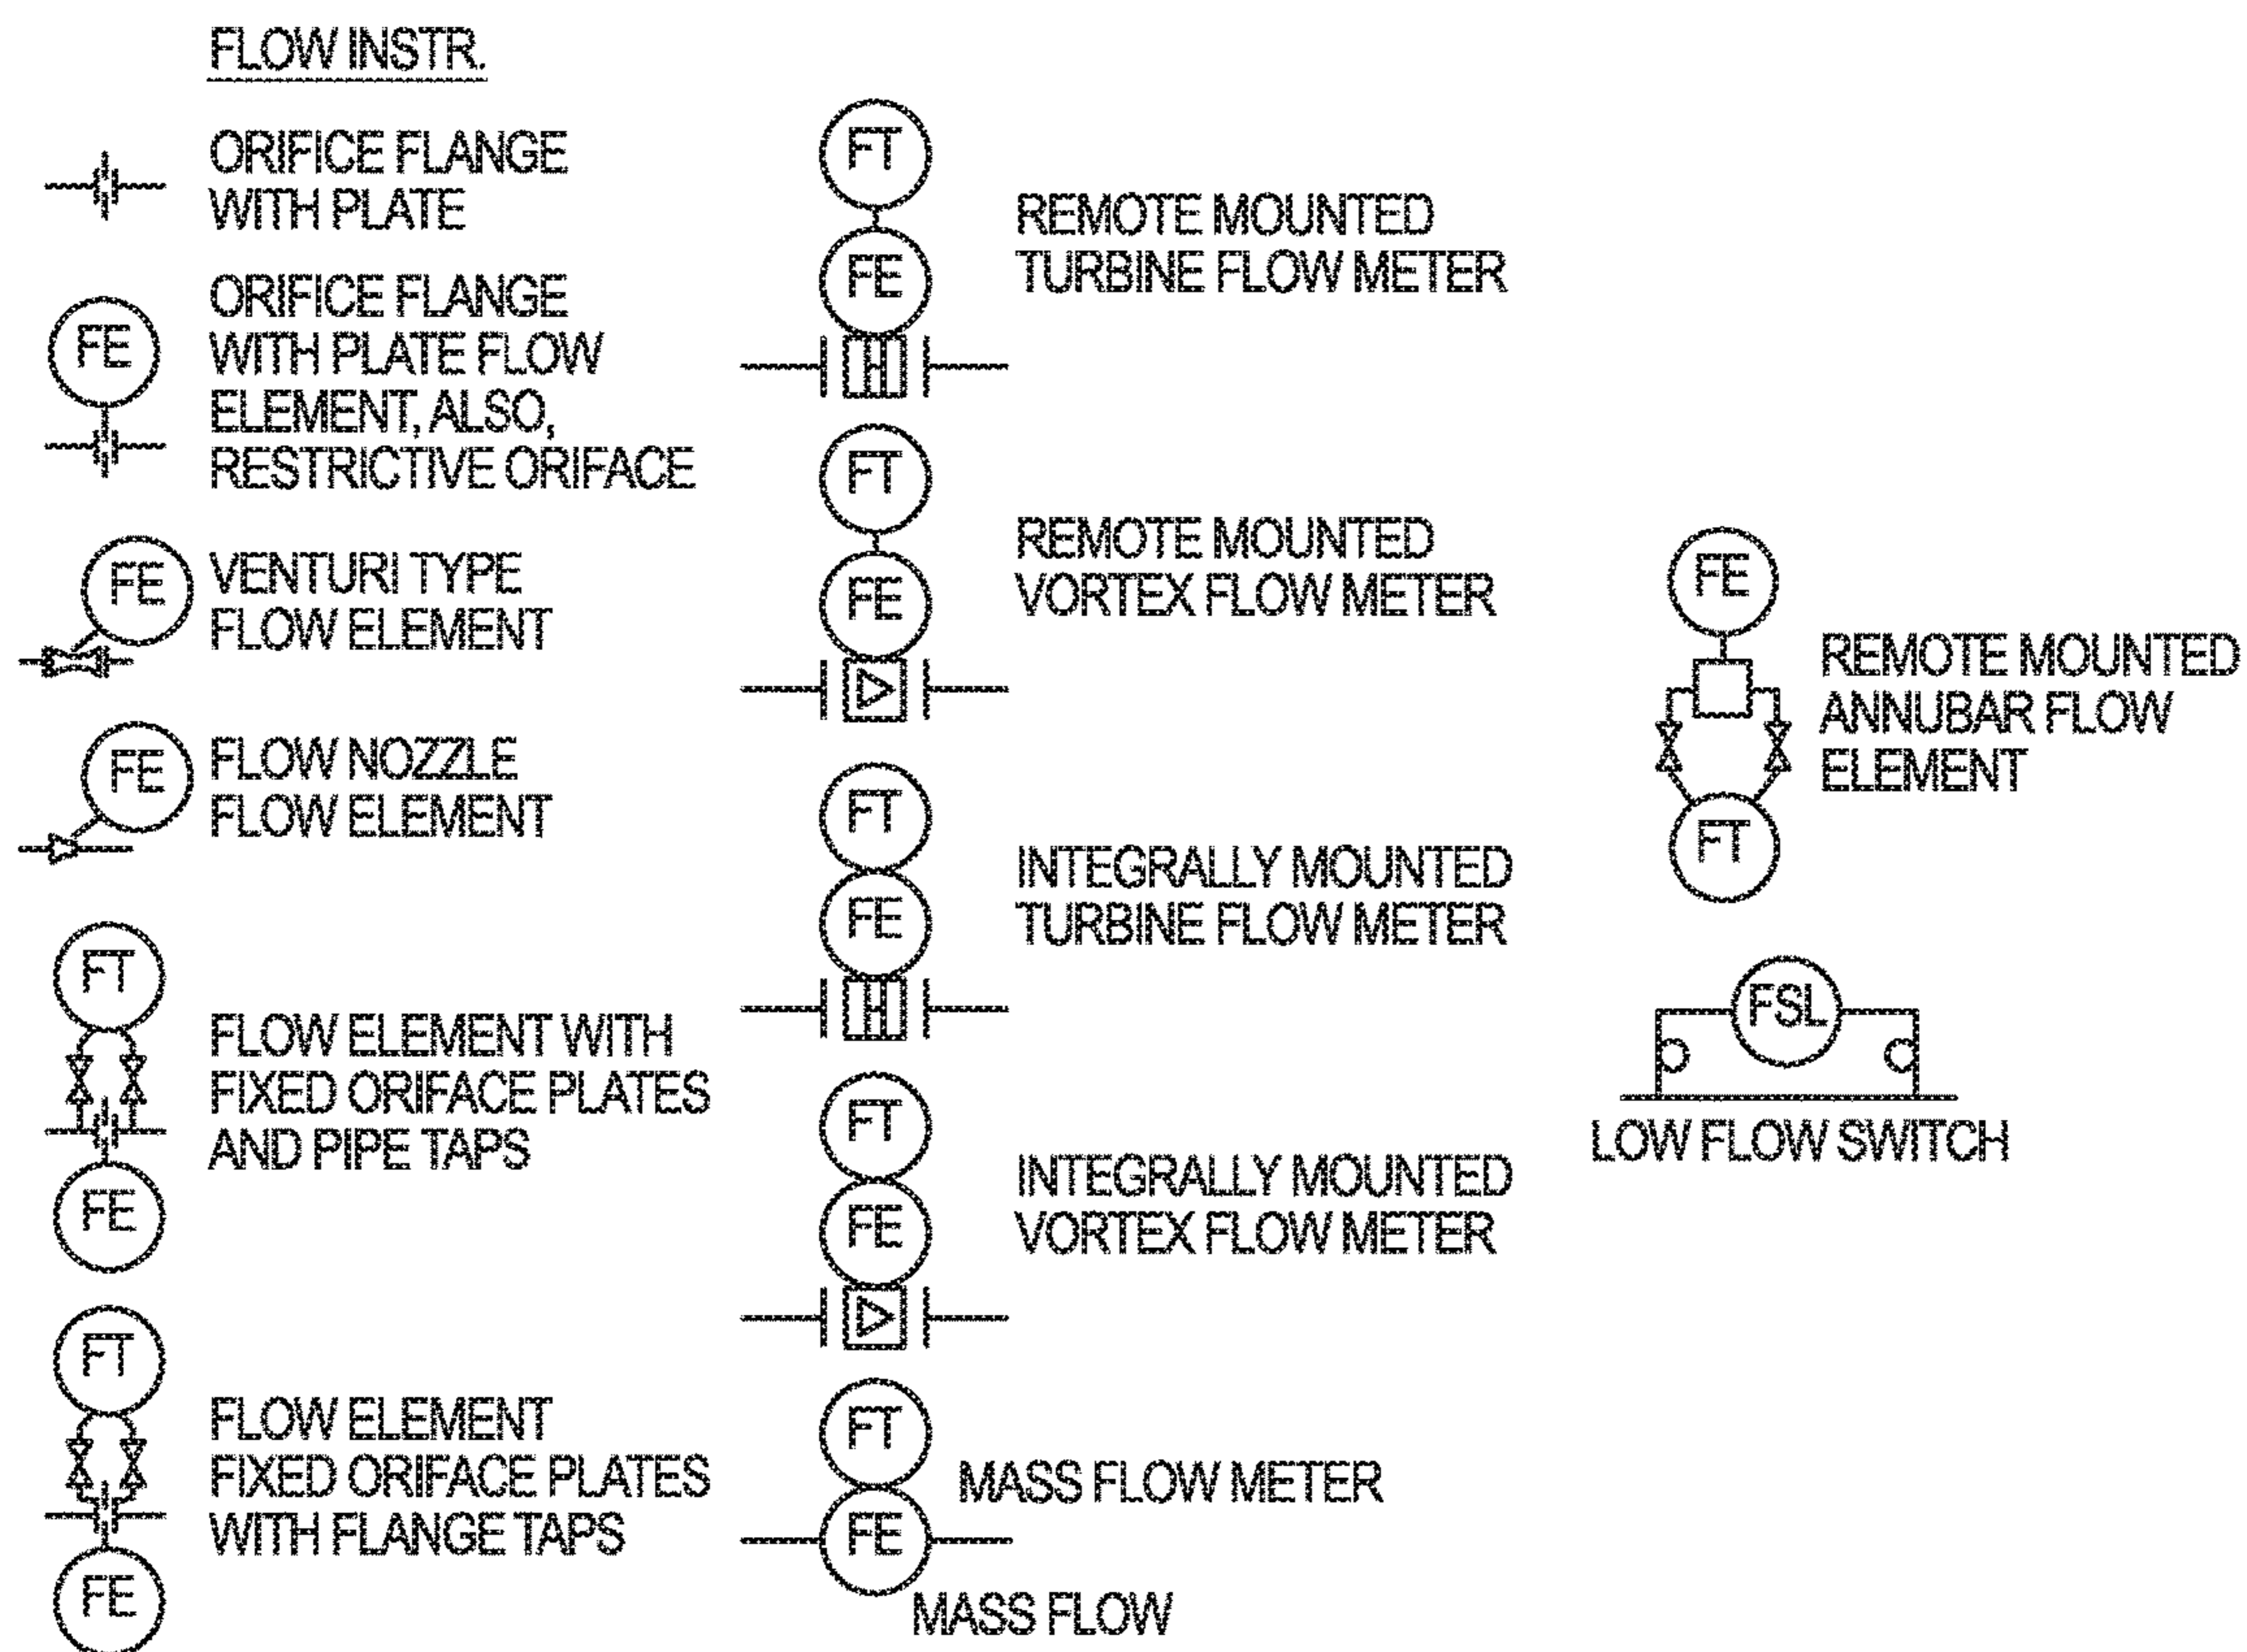 FLOW INSTR.
ORIFICE FLANGE
WITH PLATE
FE
ORIFICE FLANGE
WITH PLATE FLOW
ELEMENT, ALSO,
RESTRICTIVE ORIFACE
FE
VENTURI TYPE
FLOW ELEMENT
FE
FLOW NOZZLE
FLOW ELEMENT
FT
FLOW ELEMENT WITH
FIXED ORIFACE PLATES
AND PIPE TAPS
FE
FT
FLOW ELEMENT
FIXED ORIFACE PLATES
WITH FLANGE TAPS
FE
FT
FE
REMOTE MOUNTED
TURBINE FLOW METER
FT
FE
REMOTE MOUNTED
VORTEX FLOW METER
FT
FE
INTEGRALLY MOUNTED
TURBINE FLOW METER
FT
FE
INTEGRALLY MOUNTED
VORTEX FLOW METER
FT
MASS FLOW METER
FE
MASS FLOW
FE
REMOTE MOUNTED
ANNUBAR FLOW
ELEMENT
FT
FSL
LOW FLOW SWITCH